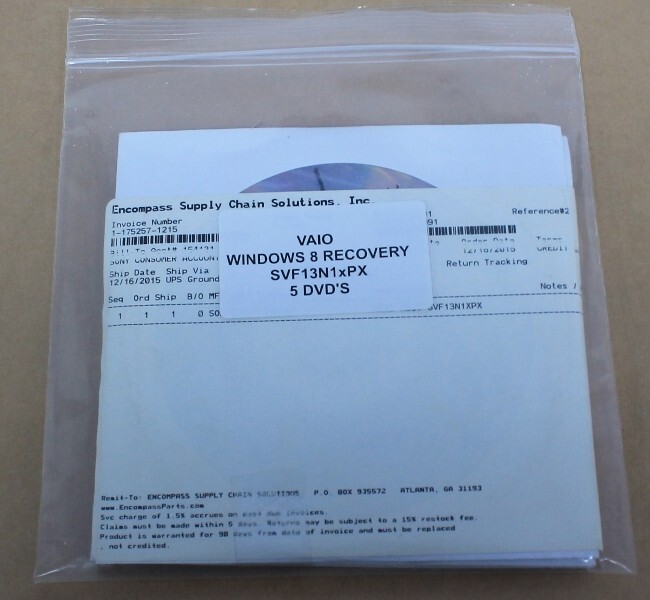 Encompass Supply Chain Solutions, Inc.
Invoice Number
1-175257-1215
Reference#2
VAIO
WINDOWS 8 RECOVERY
SVF13N1xPX
5 DVD'S
Order Date
12/16/2015
CREDIT
SONY CONSUMER ACCOUNT
Return Tracking
Ship Date Ship Via
12/16/2015 UPS Ground
Notes /
Seq Ord Ship B/O
1 1 1 0 SVF13N1XPX
Remit-To: ENCOMPASS SUPPLY CHAIN SOLUTIONS P.O. BOX 935572 ATLANTA, GA 31193
www.EncompassParts.com
Svc charge of 1.5% accrues on past due invoices.
Claims must be made within 5 days. Returns may be subject to a 15% restock fee.
Product is warranted for 90 days from date of invoice and must be replaced
, not credited.